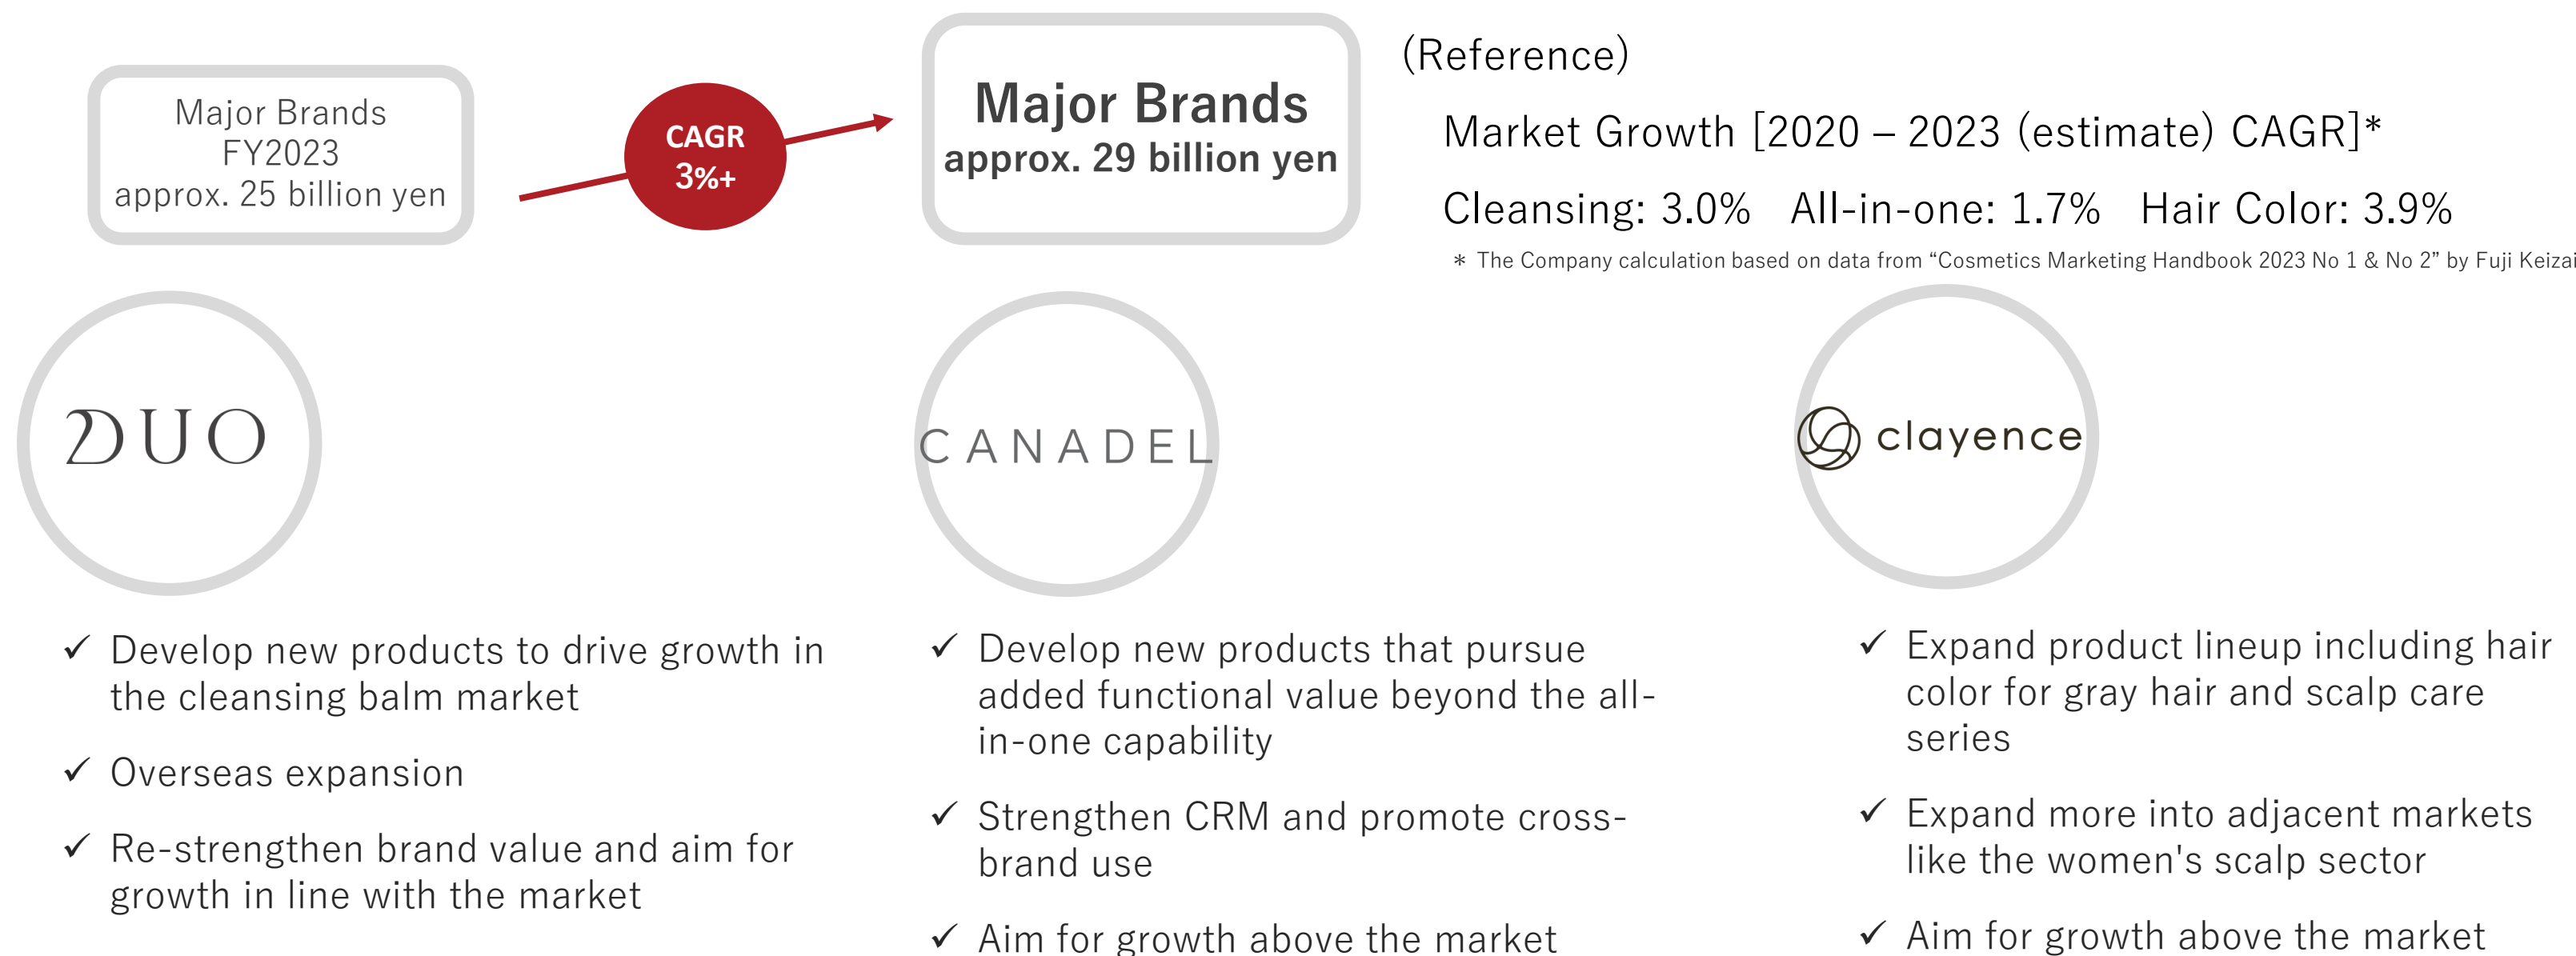 Major Brands
FY2023
approx. 25 billion yen
CAGR
3%+
Major Brands
approx. 29 billion yen
(Reference)
Market Growth [2020 – 2023 (estimate) CAGR]*
Cleansing: 3.0% All-in-one: 1.7% Hair Color: 3.9%
* The Company calculation based on data from “Cosmetics Marketing Handbook 2023 No 1 & No 2” by Fuji Keizai
DUO
✓ Develop new products to drive growth in
the cleansing balm market
✓ Overseas expansion
✓ Re-strengthen brand value and aim for
growth in line with the market
CANADEL
✓ Develop new products that pursue
added functional value beyond the all-
in-one capability
✓ Strengthen CRM and promote cross-
brand use
✓ Aim for growth above the market
clayence
✓ Expand product lineup including hair
color for gray hair and scalp care
series
✓ Expand more into adjacent markets
like the women's scalp sector
✓ Aim for growth above the market